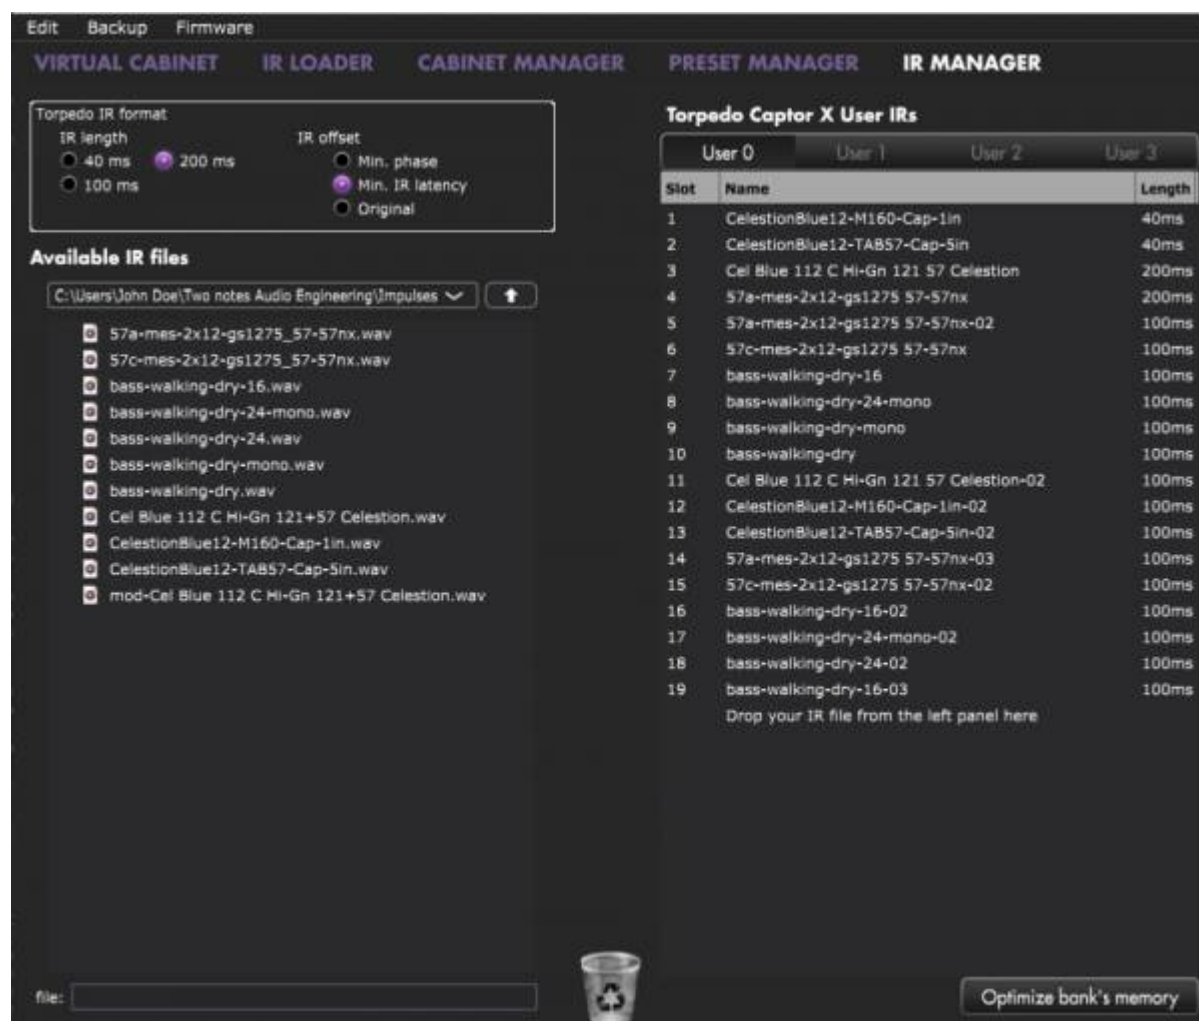 Edit Backup Firmware
VIRTUAL CABINET IR LOADER CABINET MANAGER PRESET MANAGER IR MANAGER
Torpedo IR format
IR length IR offset
40 ms 200 ms Min. phase
100 ms Min. IR latency
Original
Available IR files
C:\Users\John Doe\Two notes Audio Engineering\Impulses
57a-mes-2x12-gs1275_57-57nx.wav
57c-mes-2x12-gs1275_57-57nx.wav
bass-walking-dry-16.wav
bass-walking-dry-24-mono.wav
bass-walking-dry-24.wav
bass-walking-dry-mono.wav
bass-walking-dry.wav
Cel Blue 112 C Hi-Gn 121+57 Celestion.wav
CelestionBlue12-M160-Cap-1in.wav
CelestionBlue12-TAB57-Cap-5in.wav
mod-Cel Blue 112 C Hi-Gn 121+57 Celestion.wav
file:
Torpedo Captor X User IRs
User 0 User 1 User 2 User 3
Slot Name Length
1 CelestionBlue12-M160-Cap-1in 40ms
2 CelestionBlue12-TAB57-Cap-5in 40ms
3 Cel Blue 112 C Hi-Gn 121 57 Celestion 200ms
4 57a-mes-2x12-gs1275 57-57nx 200ms
5 57a-mes-2x12-gs1275 57-57nx-02 100ms
6 57c-mes-2x12-gs1275 57-57nx 100ms
7 bass-walking-dry-16 100ms
8 bass-walking-dry-24-mono 100ms
9 bass-walking-dry-mono 100ms
10 bass-walking-dry 100ms
11 Cel Blue 112 C Hi-Gn 121 57 Celestion-02 100ms
12 CelestionBlue12-M160-Cap-1in-02 100ms
13 CelestionBlue12-TAB57-Cap-5in-02 100ms
14 57a-mes-2x12-gs1275 57-57nx-03 100ms
15 57c-mes-2x12-gs1275 57-57nx-02 100ms
16 bass-walking-dry-16-02 100ms
17 bass-walking-dry-24-mono-02 100ms
18 bass-walking-dry-24-02 100ms
19 bass-walking-dry-16-03 100ms
Drop your IR file from the left panel here
Optimize bank's memory